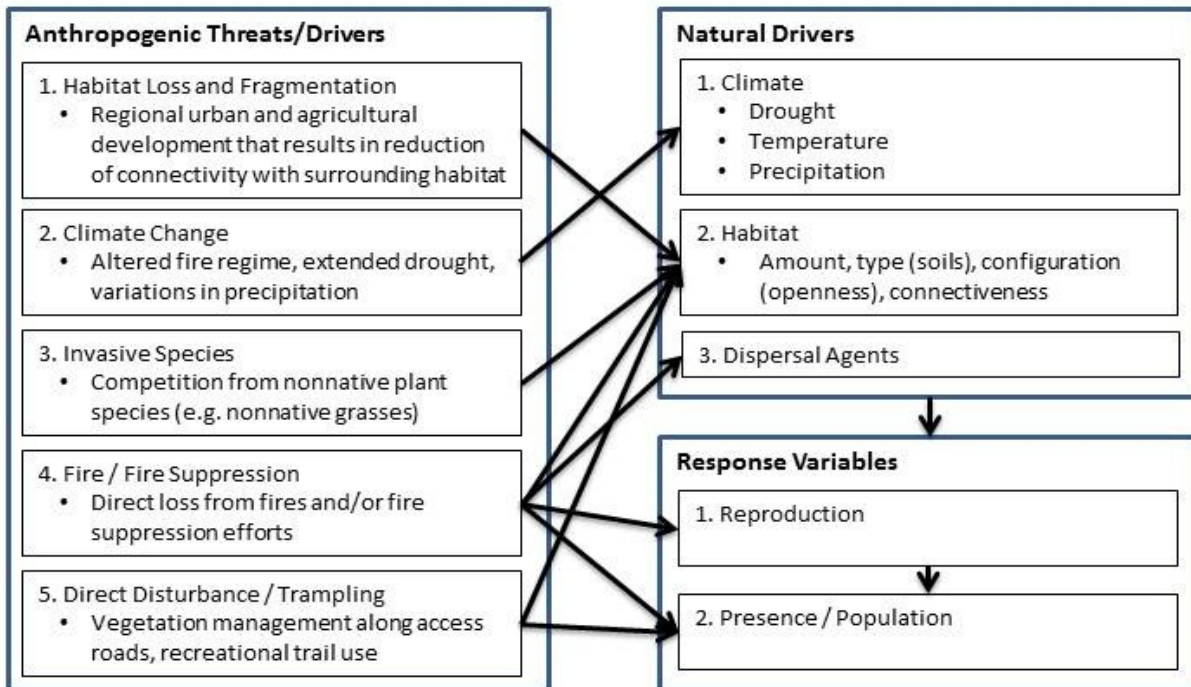 Anthropogenic Threats/Drivers
1. Habitat Loss and Fragmentation
• Regional urban and agricultural
development that results in reduction
of connectivity with surrounding habitat
2. Climate Change
• Altered fire regime, extended drought,
variations in precipitation
3. Invasive Species
• Competition from nonnative plant
species (e.g. nonnative grasses)
4. Fire / Fire Suppression
• Direct loss from fires and/or fire
suppression efforts
5. Direct Disturbance / Trampling
• Vegetation management along access
roads, recreational trail use
Natural Drivers
1. Climate
• Drought
• Temperature
• Precipitation
2. Habitat
• Amount, type (soils), configuration
(openness), connectiveness
3. Dispersal Agents
Response Variables
1. Reproduction
2. Presence / Population